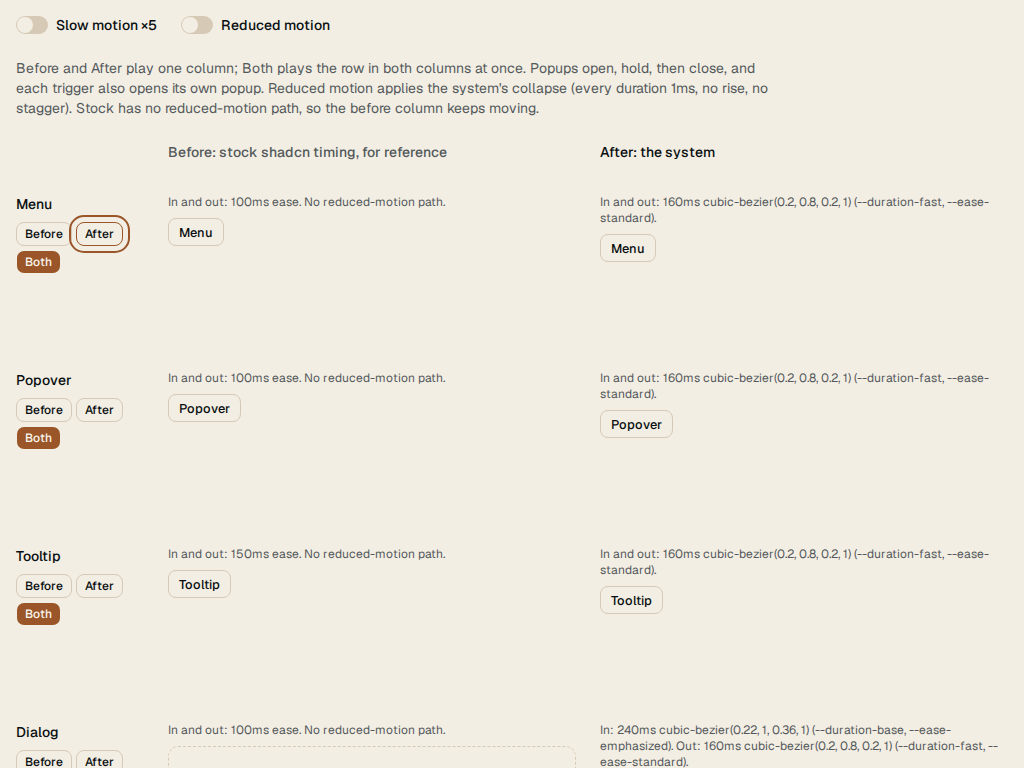 Slow motion ×5
Reduced motion
Before and After play one column; Both plays the row in both columns at once. Popups open, hold, then close, and
each trigger also opens its own popup. Reduced motion applies the system's collapse (every duration 1ms, no rise, no
stagger). Stock has no reduced-motion path, so the before column keeps moving.
Before: stock shadcn timing, for reference
After: the system
Menu
Before
After
Both
In and out: 100ms ease. No reduced-motion path.
Menu
In and out: 160ms cubic-bezier(0.2, 0.8, 0.2, 1) (--duration-fast, --ease-
standard).
Menu
Popover
Before
After
Both
In and out: 100ms ease. No reduced-motion path.
Popover
In and out: 160ms cubic-bezier(0.2, 0.8, 0.2, 1) (--duration-fast, --ease-
standard).
Popover
Tooltip
Before
After
Both
In and out: 150ms ease. No reduced-motion path.
Tooltip
In and out: 160ms cubic-bezier(0.2, 0.8, 0.2, 1) (--duration-fast, --ease-
standard).
Tooltip
Dialog
Before
After
In and out: 100ms ease. No reduced-motion path.
In: 240ms cubic-bezier(0.22, 1, 0.36, 1) (--duration-base, --ease-
emphasized). Out: 160ms cubic-bezier(0.2, 0.8, 0.2, 1) (--duration-fast, --
ease-standard).